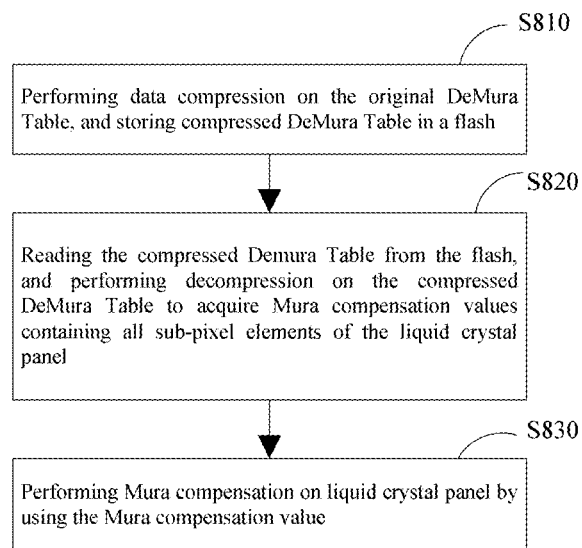 S810
Performing data compression on the original DeMura
Table, and storing compressed DeMura Table in a flash
S820
Reading the compressed Demura Table from the flash,
and performing decompression on the compressed
DeMura Table to acquire Mura compensation values
containing all sub-pixel elements of the liquid crystal
panel
S830
Performing Mura compensation on liquid crystal panel by
using the Mura compensation value